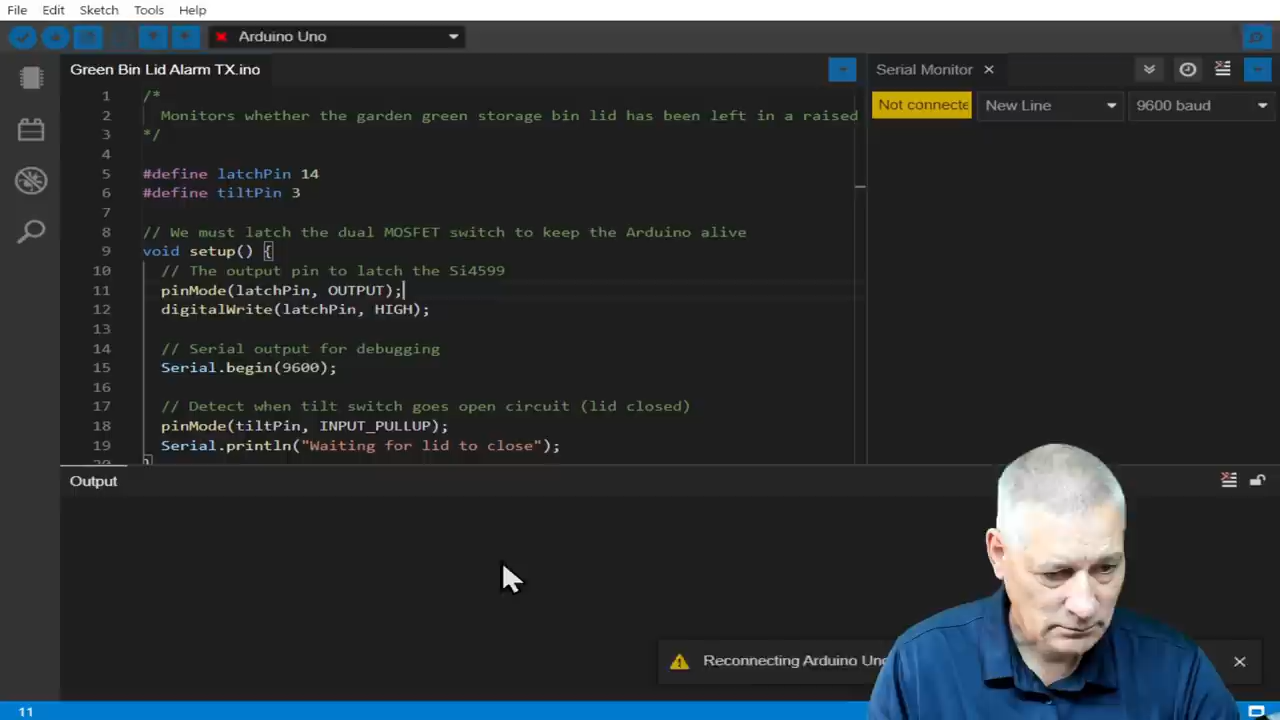 File Edit Sketch Tools Help
Arduino Uno
Green Bin Lid Alarm TX.ino
1 /*
2 Monitors whether the garden green storage bin lid has been left in a raised
3 */
4
5 #define latchPin 14
6 #define tiltPin 3
7
8 // We must latch the dual MOSFET switch to keep the Arduino alive
9 void setup() {
10 // The output pin to latch the Si4599
11 pinMode(latchPin, OUTPUT);
12 digitalWrite(latchPin, HIGH);
13
14 // Serial output for debugging
15 Serial.begin(9600);
16
17 // Detect when tilt switch goes open circuit (lid closed)
18 pinMode(tiltPin, INPUT_PULLUP);
19 Serial.println("Waiting for lid to close");
20 }
Serial Monitor
Not connecte New Line 9600 baud
Output
Reconnecting Arduino Uno
11